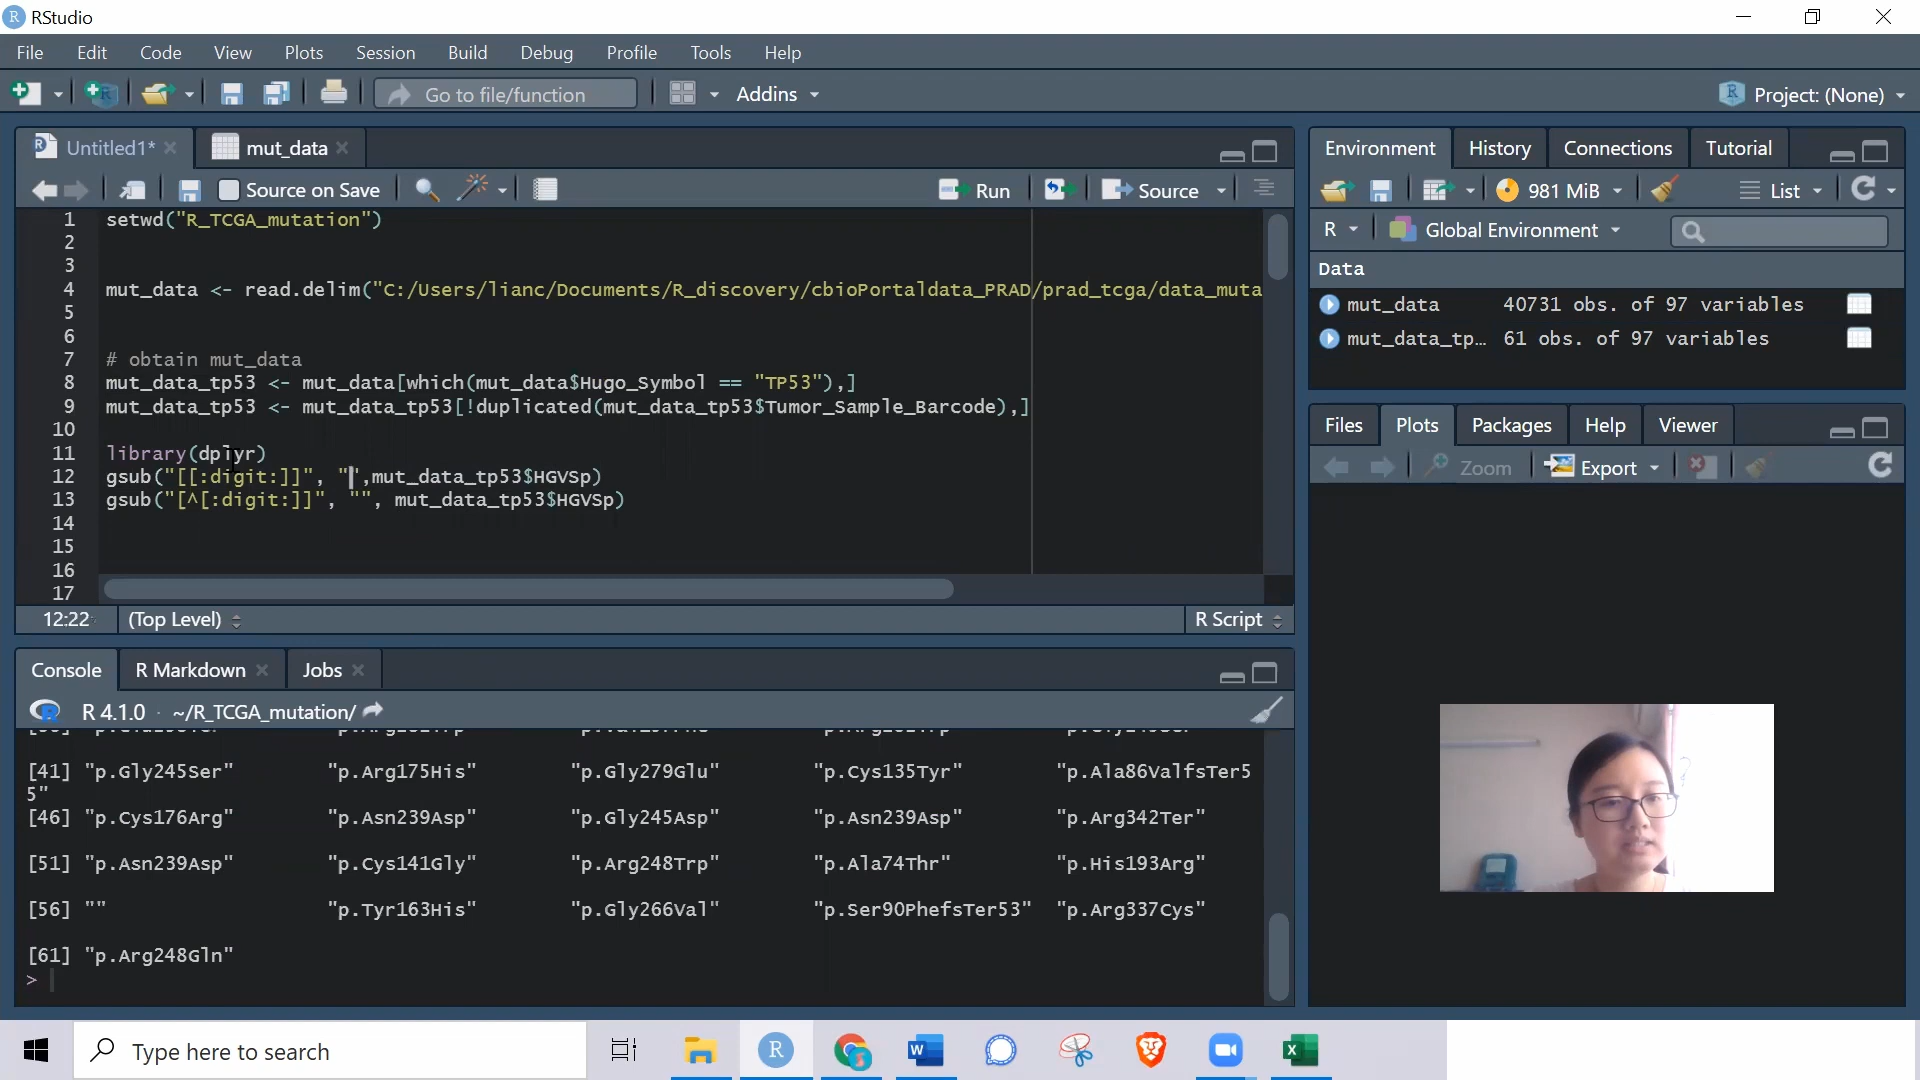 RStudio
File Edit Code View Plots Session Build Debug Profile Tools Help
Go to file/function Addins Project: (None)
Untitled1* mut_data
Source on Save Run Source
1 setwd("R_TCGA_mutation")
2
3
4 mut_data <- read.delim("C:/Users/lianc/Documents/R_discovery/cbioPortaldata_PRAD/prad_tcga/data_muta
5
6
7 # obtain mut_data
8 mut_data_tp53 <- mut_data[which(mut_data$Hugo_Symbol == "TP53"),]
9 mut_data_tp53 <- mut_data_tp53[!duplicated(mut_data_tp53$Tumor_Sample_Barcode),]
10
11 library(dplyr)
12 gsub("[[:digit:]]", "",mut_data_tp53$HGVSp)
13 gsub("[^[:digit:]]", "", mut_data_tp53$HGVSp)
14
15
16
17
12:22 (Top Level) R Script
Console R Markdown Jobs
R 4.1.0 · ~/R_TCGA_mutation/
[41] "p.Gly245Ser" "p.Arg175His" "p.Gly279Glu" "p.Cys135Tyr" "p.Ala86ValfsTer5
5"
[46] "p.Cys176Arg" "p.Asn239Asp" "p.Gly245Asp" "p.Asn239Asp" "p.Arg342Ter"
[51] "p.Asn239Asp" "p.Cys141Gly" "p.Arg248Trp" "p.Ala74Thr" "p.His193Arg"
[56] "" "p.Tyr163His" "p.Gly266Val" "p.Ser90PhefsTer53" "p.Arg337Cys"
[61] "p.Arg248Gln"
>
Environment History Connections Tutorial
981 MiB List
R Global Environment
Data
mut_data 40731 obs. of 97 variables
mut_data_tp… 61 obs. of 97 variables
Files Plots Packages Help Viewer
Zoom Export
Type here to search